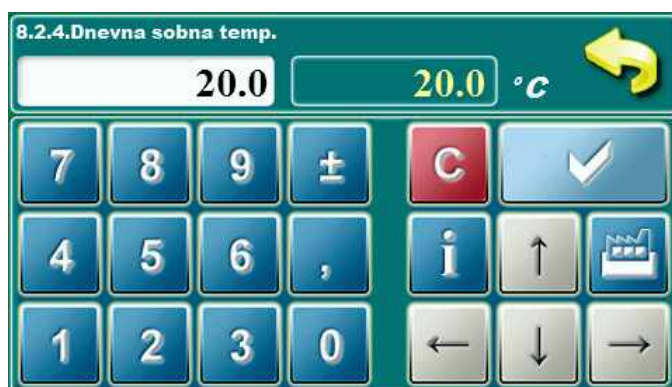 8.2.4.Dnevna sobna temp.
20.0 20.0 °C
7 8 9 ± C
4 5 6 , i ↑
1 2 3 0 ← ↓ →